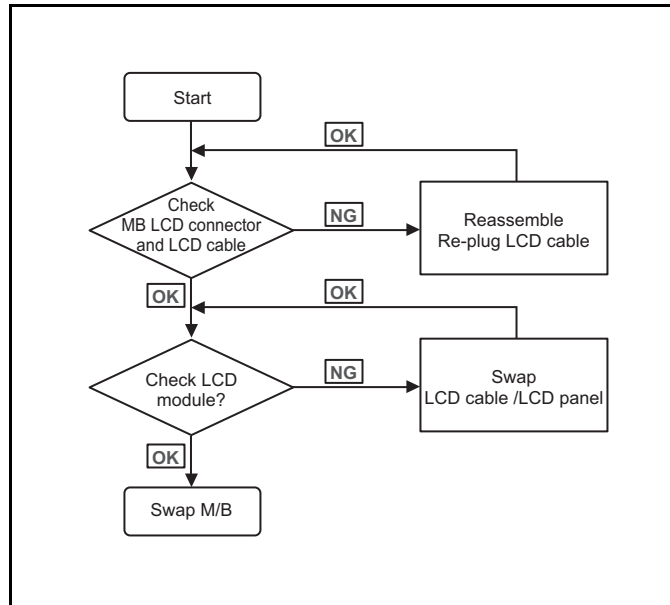 Start
OK
Check
MB LCD connector
and LCD cable
NG
Reassemble
Re-plug LCD cable
OK
OK
Check LCD
module?
NG
Swap
LCD cable /LCD panel
OK
Swap M/B